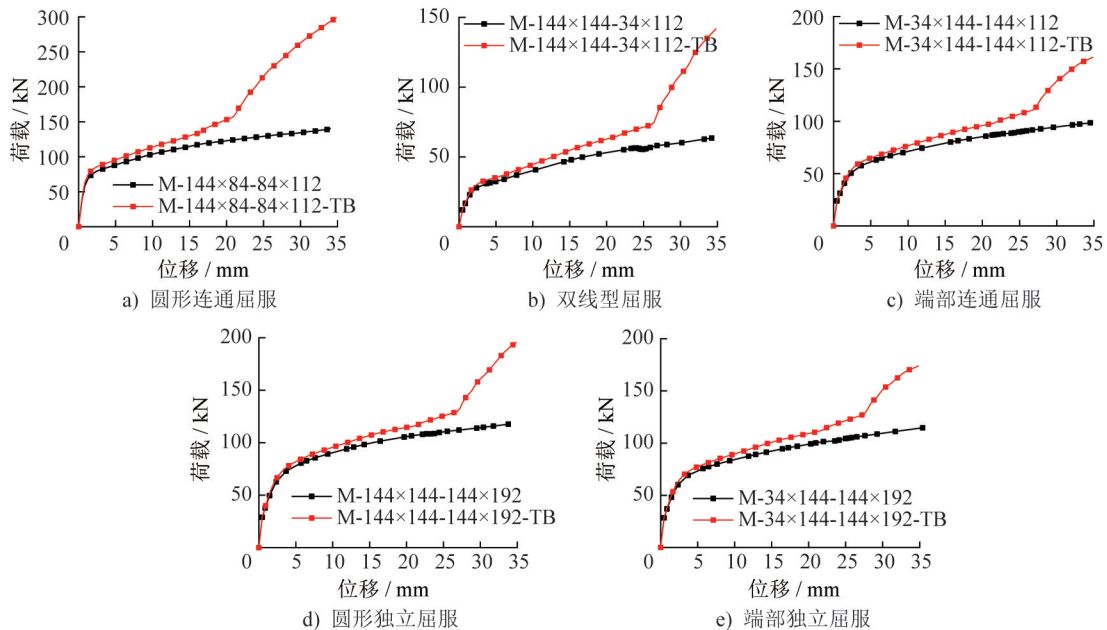 300
250
200
150
100
50
0
5
10
15
20
25
30
35
荷载 / kN
位移 / mm
M-144×84-84×112
M-144×84-84×112-TB
a) 圆形连通屈服
150
100
50
0
5
10
15
20
25
30
35
荷载 / kN
位移 / mm
M-144×144-34×112
M-144×144-34×112-TB
b) 双线型屈服
200
150
100
50
0
5
10
15
20
25
30
35
荷载 / kN
位移 / mm
M-34×144-144×112
M-34×144-144×112-TB
c) 端部连通屈服
200
150
100
50
0
5
10
15
20
25
30
35
荷载 / kN
位移 / mm
M-144×144-144×192
M-144×144-144×192-TB
d) 圆形独立屈服
200
150
100
50
0
5
10
15
20
25
30
35
荷载 / kN
位移 / mm
M-34×144-144×192
M-34×144-144×192-TB
e) 端部独立屈服